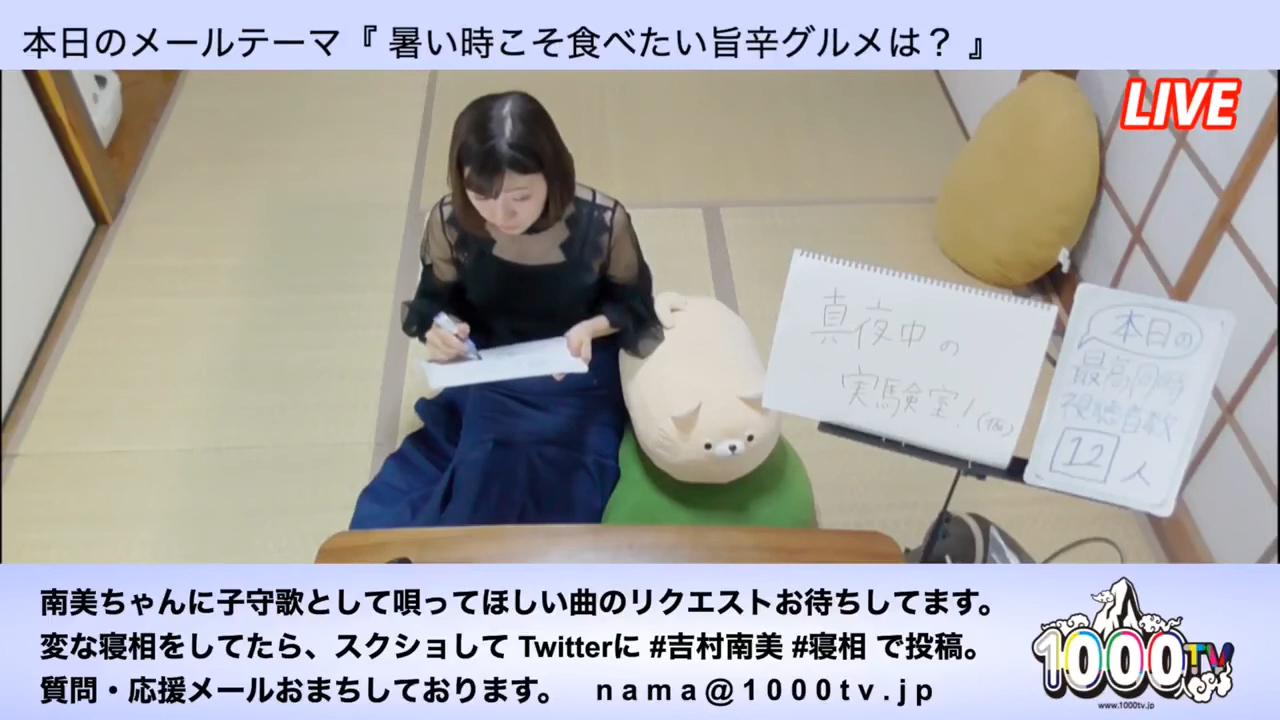 本日のメールテーマ『 暑い時こそ食べたい旨辛グルメは？ 』
LIVE
真夜中の
実験室！(仮)
本日の
最高同時
視聴者数
12人
南美ちゃんに子守歌として唄ってほしい曲のリクエストお待ちしてます。
変な寝相をしてたら、スクショして Twitterに #吉村南美 #寝相 で投稿。
質問・応援メールおまちしております。 nama@1000tv.jp
1000TV
www.1000tv.jp